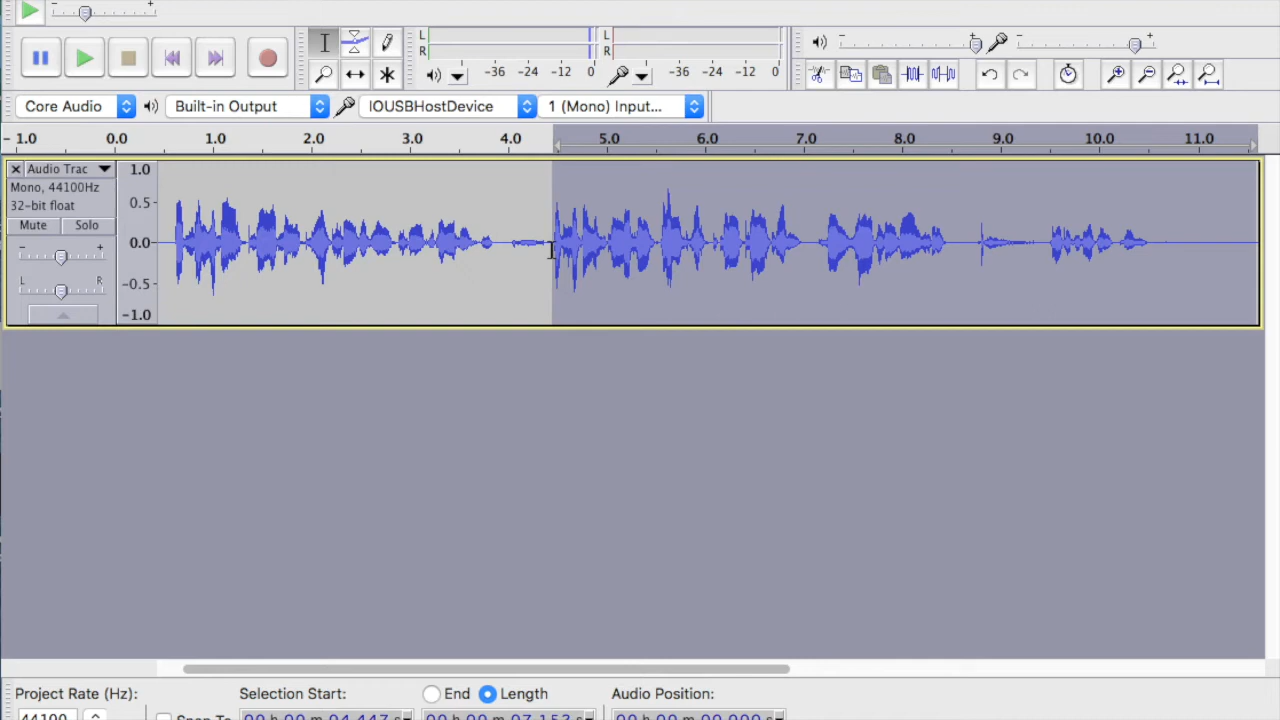 - +
L
R
-36 -24 -12 0
L
R
-36 -24 -12 0
- +
- +
Core Audio
Built-in Output
IOUSBHostDevice
1 (Mono) Input...
- 1.0 0.0 1.0 2.0 3.0 4.0 5.0 6.0 7.0 8.0 9.0 10.0 11.0
Audio Trac
Mono, 44100Hz
32-bit float
Mute Solo
- +
L R
1.0
0.5
0.0
-0.5
-1.0
Project Rate (Hz):
Selection Start:
End
Length
Audio Position:
44100
Snap To
00 h 00 m 04.447 s
00 h 00 m 07.153 s
00 h 00 m 00.000 s